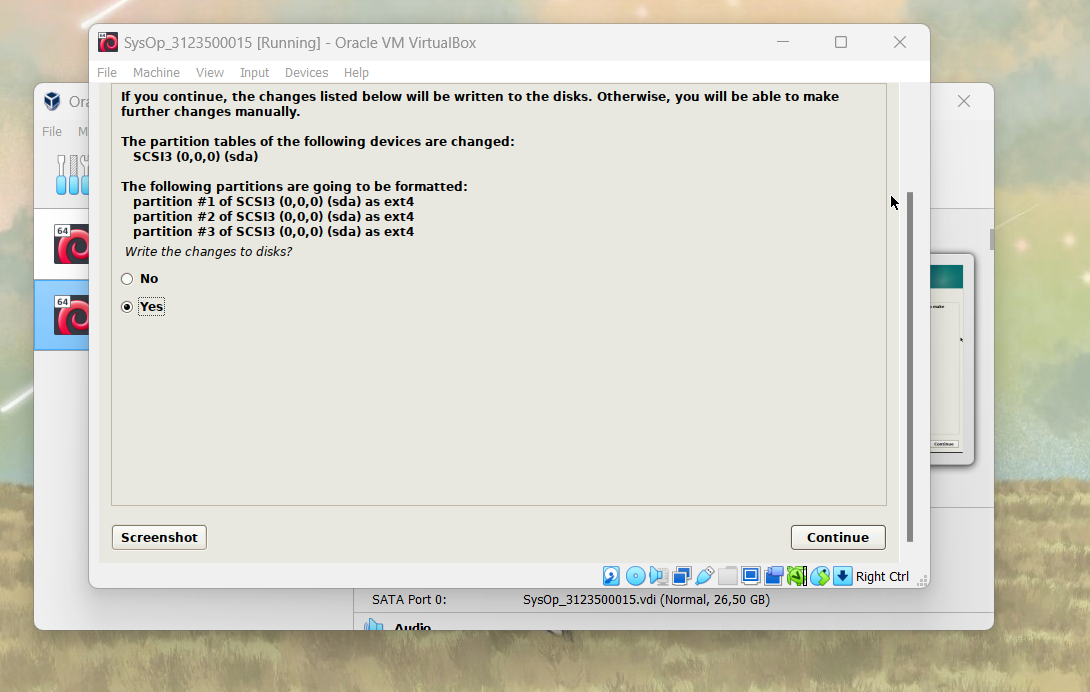 SysOp_3123500015 [Running] - Oracle VM VirtualBox
File Machine View Input Devices Help
Ora
File M
If you continue, the changes listed below will be written to the disks. Otherwise, you will be able to make
further changes manually.
The partition tables of the following devices are changed:
SCSI3 (0,0,0) (sda)
The following partitions are going to be formatted:
partition #1 of SCSI3 (0,0,0) (sda) as ext4
partition #2 of SCSI3 (0,0,0) (sda) as ext4
partition #3 of SCSI3 (0,0,0) (sda) as ext4
Write the changes to disks?
No
Yes
64
64
Continue
Screenshot
Continue
Right Ctrl
SATA Port 0: SysOp_3123500015.vdi (Normal, 26,50 GB)
Audio